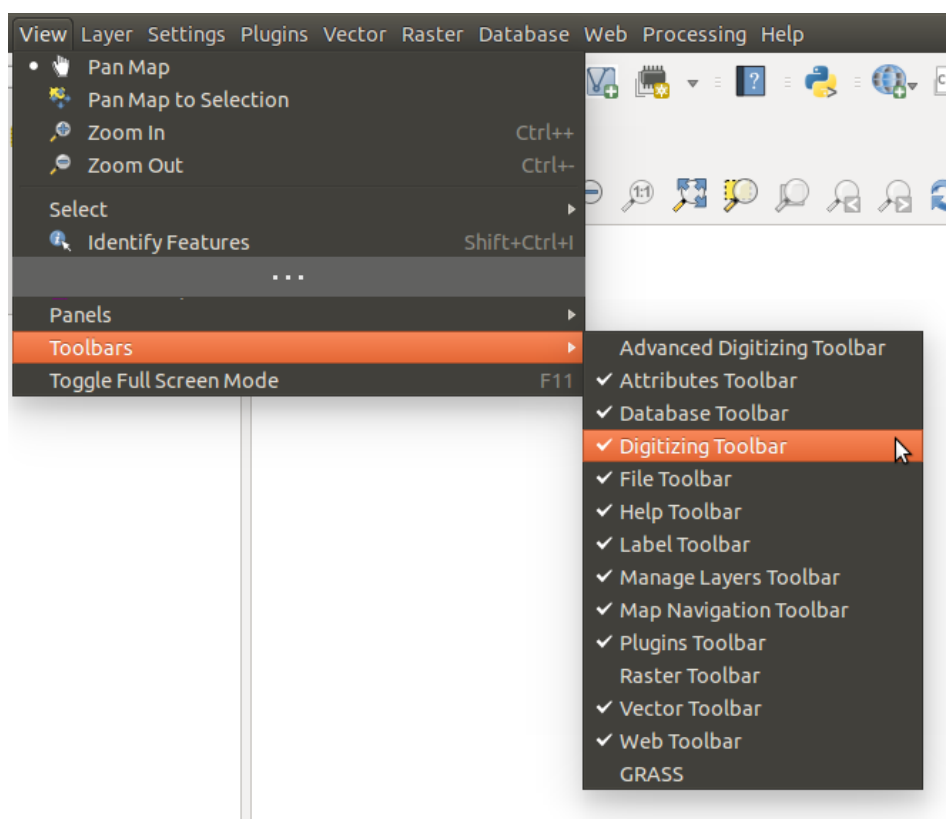 View Layer Settings Plugins Vector Raster Database Web Processing Help
Pan Map
Pan Map to Selection
Zoom In Ctrl++
Zoom Out Ctrl+-
Select
Identify Features Shift+Ctrl+I
...
Panels
Toolbars
Toggle Full Screen Mode F11
Advanced Digitizing Toolbar
Attributes Toolbar
Database Toolbar
Digitizing Toolbar
File Toolbar
Help Toolbar
Label Toolbar
Manage Layers Toolbar
Map Navigation Toolbar
Plugins Toolbar
Raster Toolbar
Vector Toolbar
Web Toolbar
GRASS
?
1:1